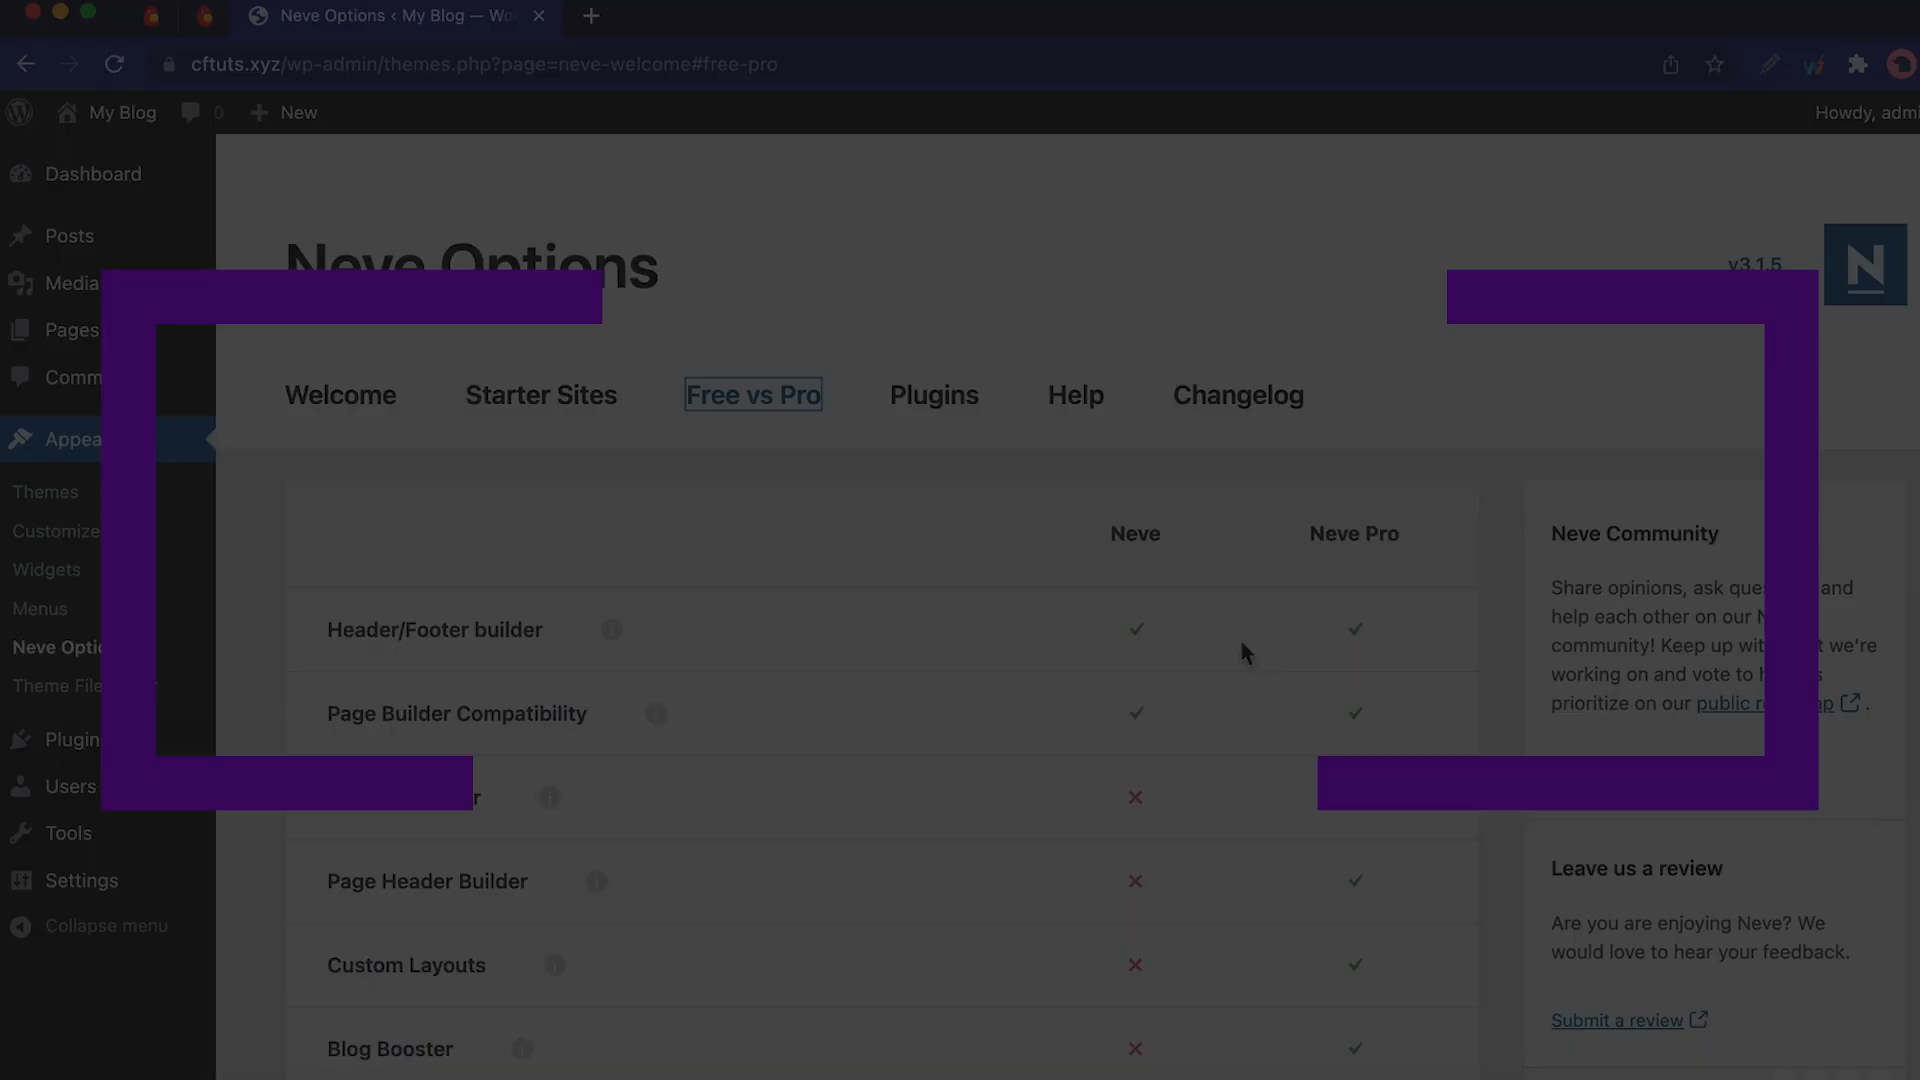 Neve Options ‹ My Blog — Wo
cftuts.xyz/wp-admin/themes.php?page=neve-welcome#free-pro
My Blog 0 New
Howdy, admi
Dashboard
Posts
Media
Pages
Comm
Appea
Themes
Customize
Widgets
Menus
Neve Optio
Theme File
Plugin
Users
Tools
Settings
Collapse menu
Neve Options
v3.1.5
N
Welcome Starter Sites Free vs Pro Plugins Help Changelog
Neve Neve Pro
Header/Footer builder
Page Builder Compatibility
r
Page Header Builder
Custom Layouts
Blog Booster
Neve Community
Share opinions, ask que and
help each other on our N
community! Keep up wi t we're
working on and vote to h s
prioritize on our public r ap .
Leave us a review
Are you are enjoying Neve? We
would love to hear your feedback.
Submit a review